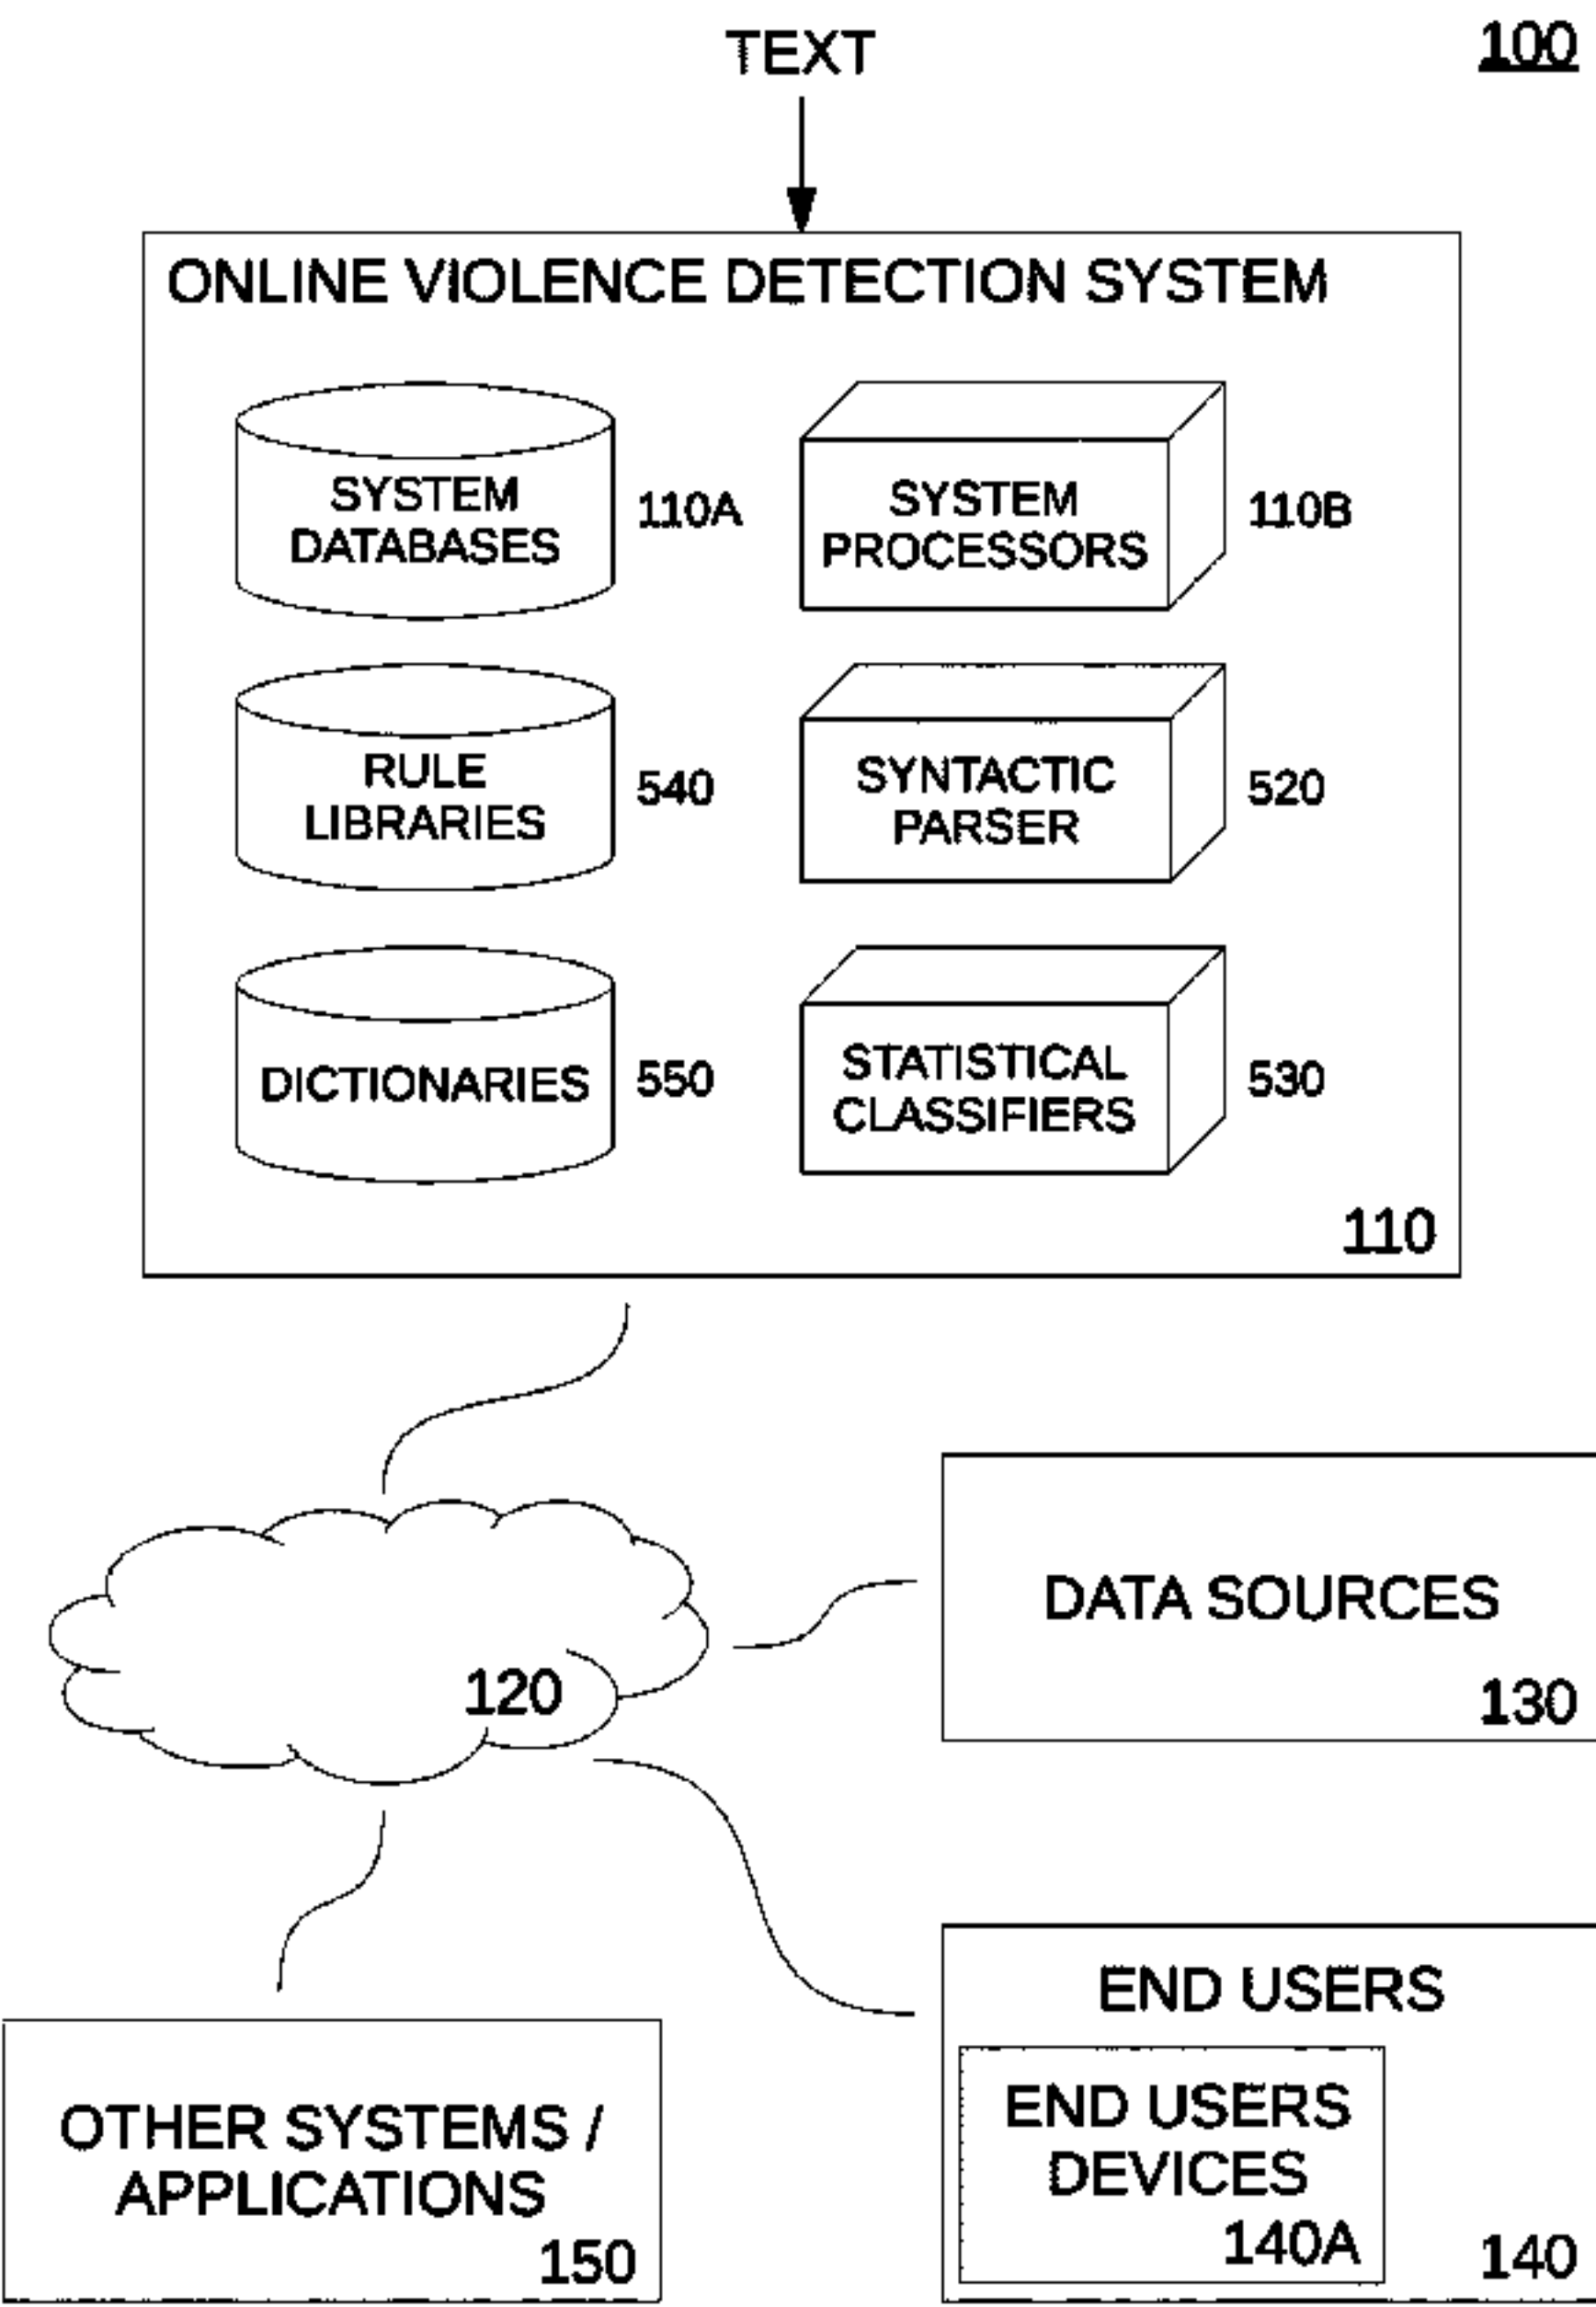 TEXT
100
ONLINE VIOLENCE DETECTION SYSTEM
SYSTEM
DATABASES
110A
SYSTEM
PROCESSORS
110B
RULE
LIBRARIES
540
SYNTACTIC
PARSER
520
DICTIONARIES
550
STATISTICAL
CLASSIFIERS
530
110
120
DATA SOURCES
130
END USERS
END USERS
DEVICES
140A
140
OTHER SYSTEMS /
APPLICATIONS
150